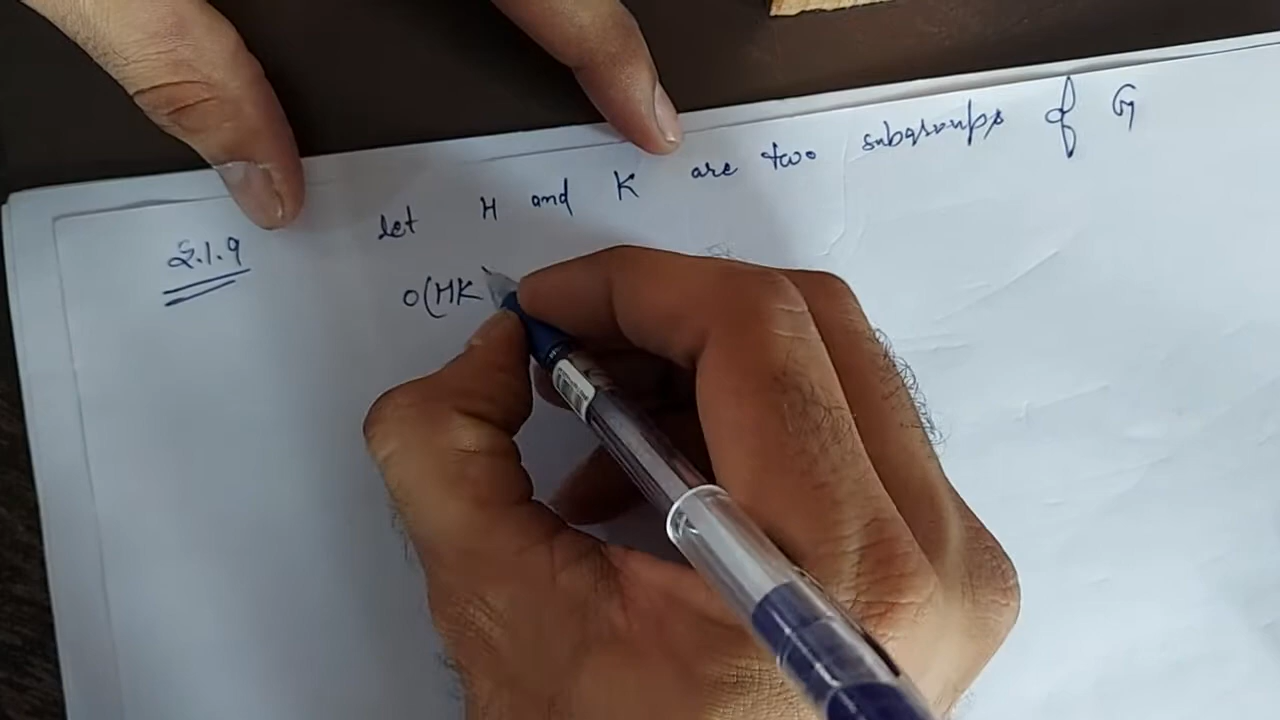 2.1.9 let H and K are two subgroups of G
o(HK